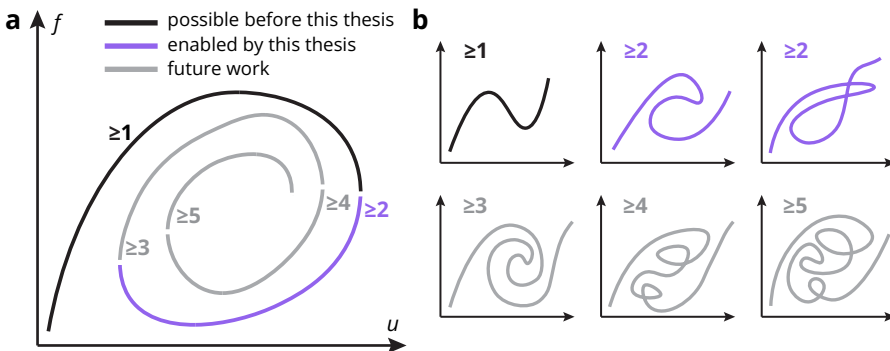 a
f
possible before this thesis
enabled by this thesis
future work
≥1
≥5
≥4
≥2
≥3
u
b
≥1
≥2
≥2
≥3
≥4
≥5